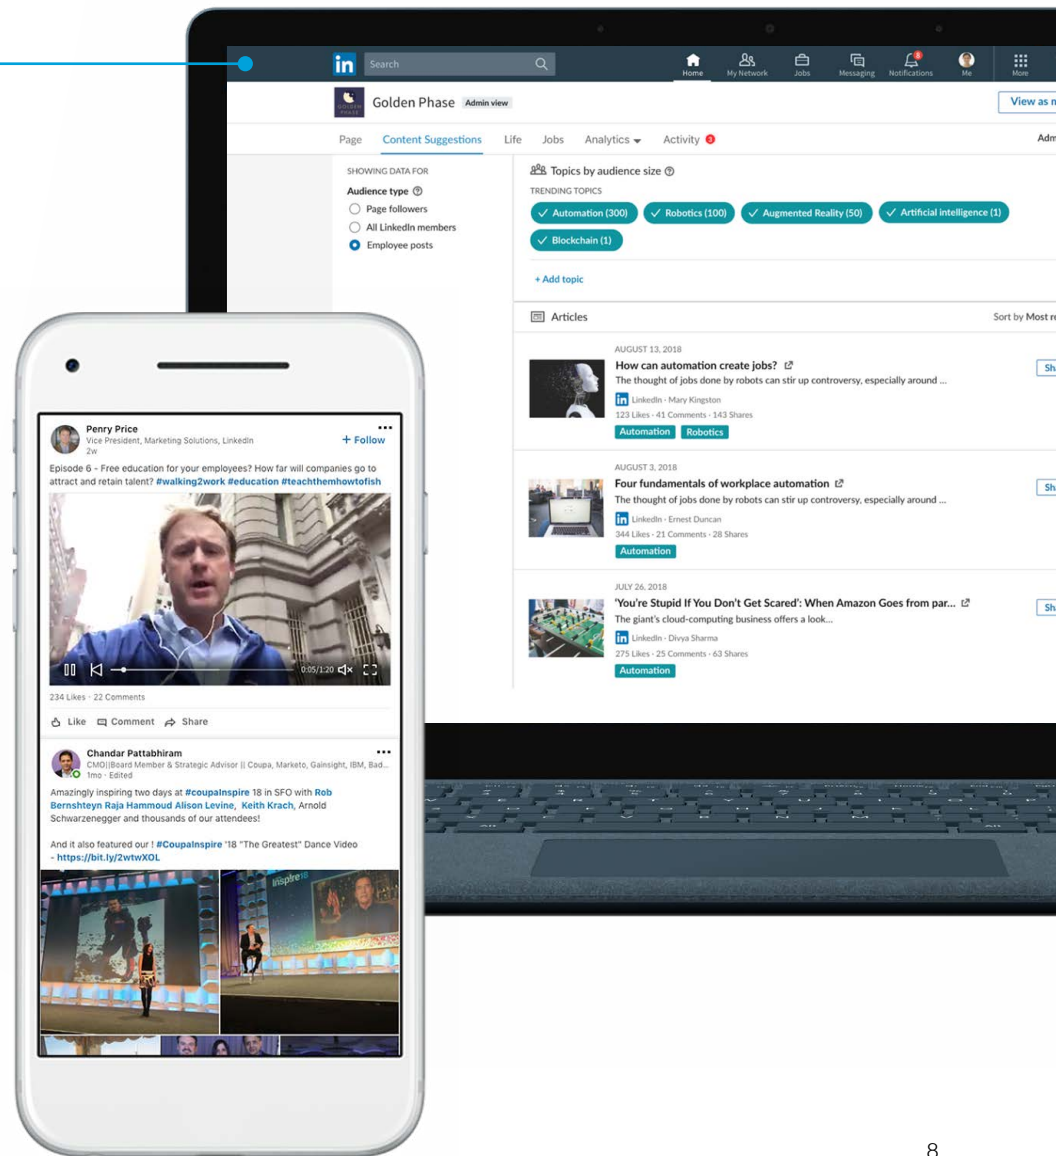 in Search
Home My Network Jobs Messaging Notifications 8 Me More
GOLDEN PHASE
Golden Phase Admin view
View as m
Page Content Suggestions Life Jobs Analytics Activity
Adm
SHOWING DATA FOR
Audience type
Page followers
All LinkedIn members
Employee posts
Topics by audience size
TRENDING TOPICS
Automation (300) Robotics (100) Augmented Reality (50) Artificial intelligence (1)
Blockchain (1)
+ Add topic
Articles
Sort by Most re
AUGUST 13, 2018
How can automation create jobs?
The thought of jobs done by robots can stir up controversy, especially around ...
in LinkedIn • Mary Kingston
123 Likes • 41 Comments • 143 Shares
Automation Robotics
Sha
AUGUST 3, 2018
Four fundamentals of workplace automation
The thought of jobs done by robots can stir up controversy, especially around ...
in LinkedIn • Ernest Duncan
344 Likes • 21 Comments • 28 Shares
Automation
Sha
JULY 26, 2018
'You're Stupid If You Don't Get Scared': When Amazon Goes from par...
The giant's cloud-computing business offers a look...
in LinkedIn • Divya Sharma
275 Likes • 25 Comments • 63 Shares
Automation
Sha
Penry Price
Vice President, Marketing Solutions, LinkedIn
2w
+ Follow
Episode 6 - Free education for your employees? How far will companies go to
attract and retain talent? #walking2work #education #teachthemhowtofish
0:05/1:20
234 Likes • 22 Comments
Like Comment Share
Chandar Pattabhiram
CMO||Board Member & Strategic Advisor || Coupa, Marketo, Gainsight, IBM, Bad...
1mo • Edited
Amazingly inspiring two days at #coupaInspire 18 in SFO with Rob
Bernshteyn Raja Hammoud Alison Levine, Keith Krach, Arnold
Schwarzenegger and thousands of our attendees!
And it also featured our ! #CoupaInspire '18 "The Greatest" Dance Video
- https://bit.ly/2wtwXOL
Inspire18
8